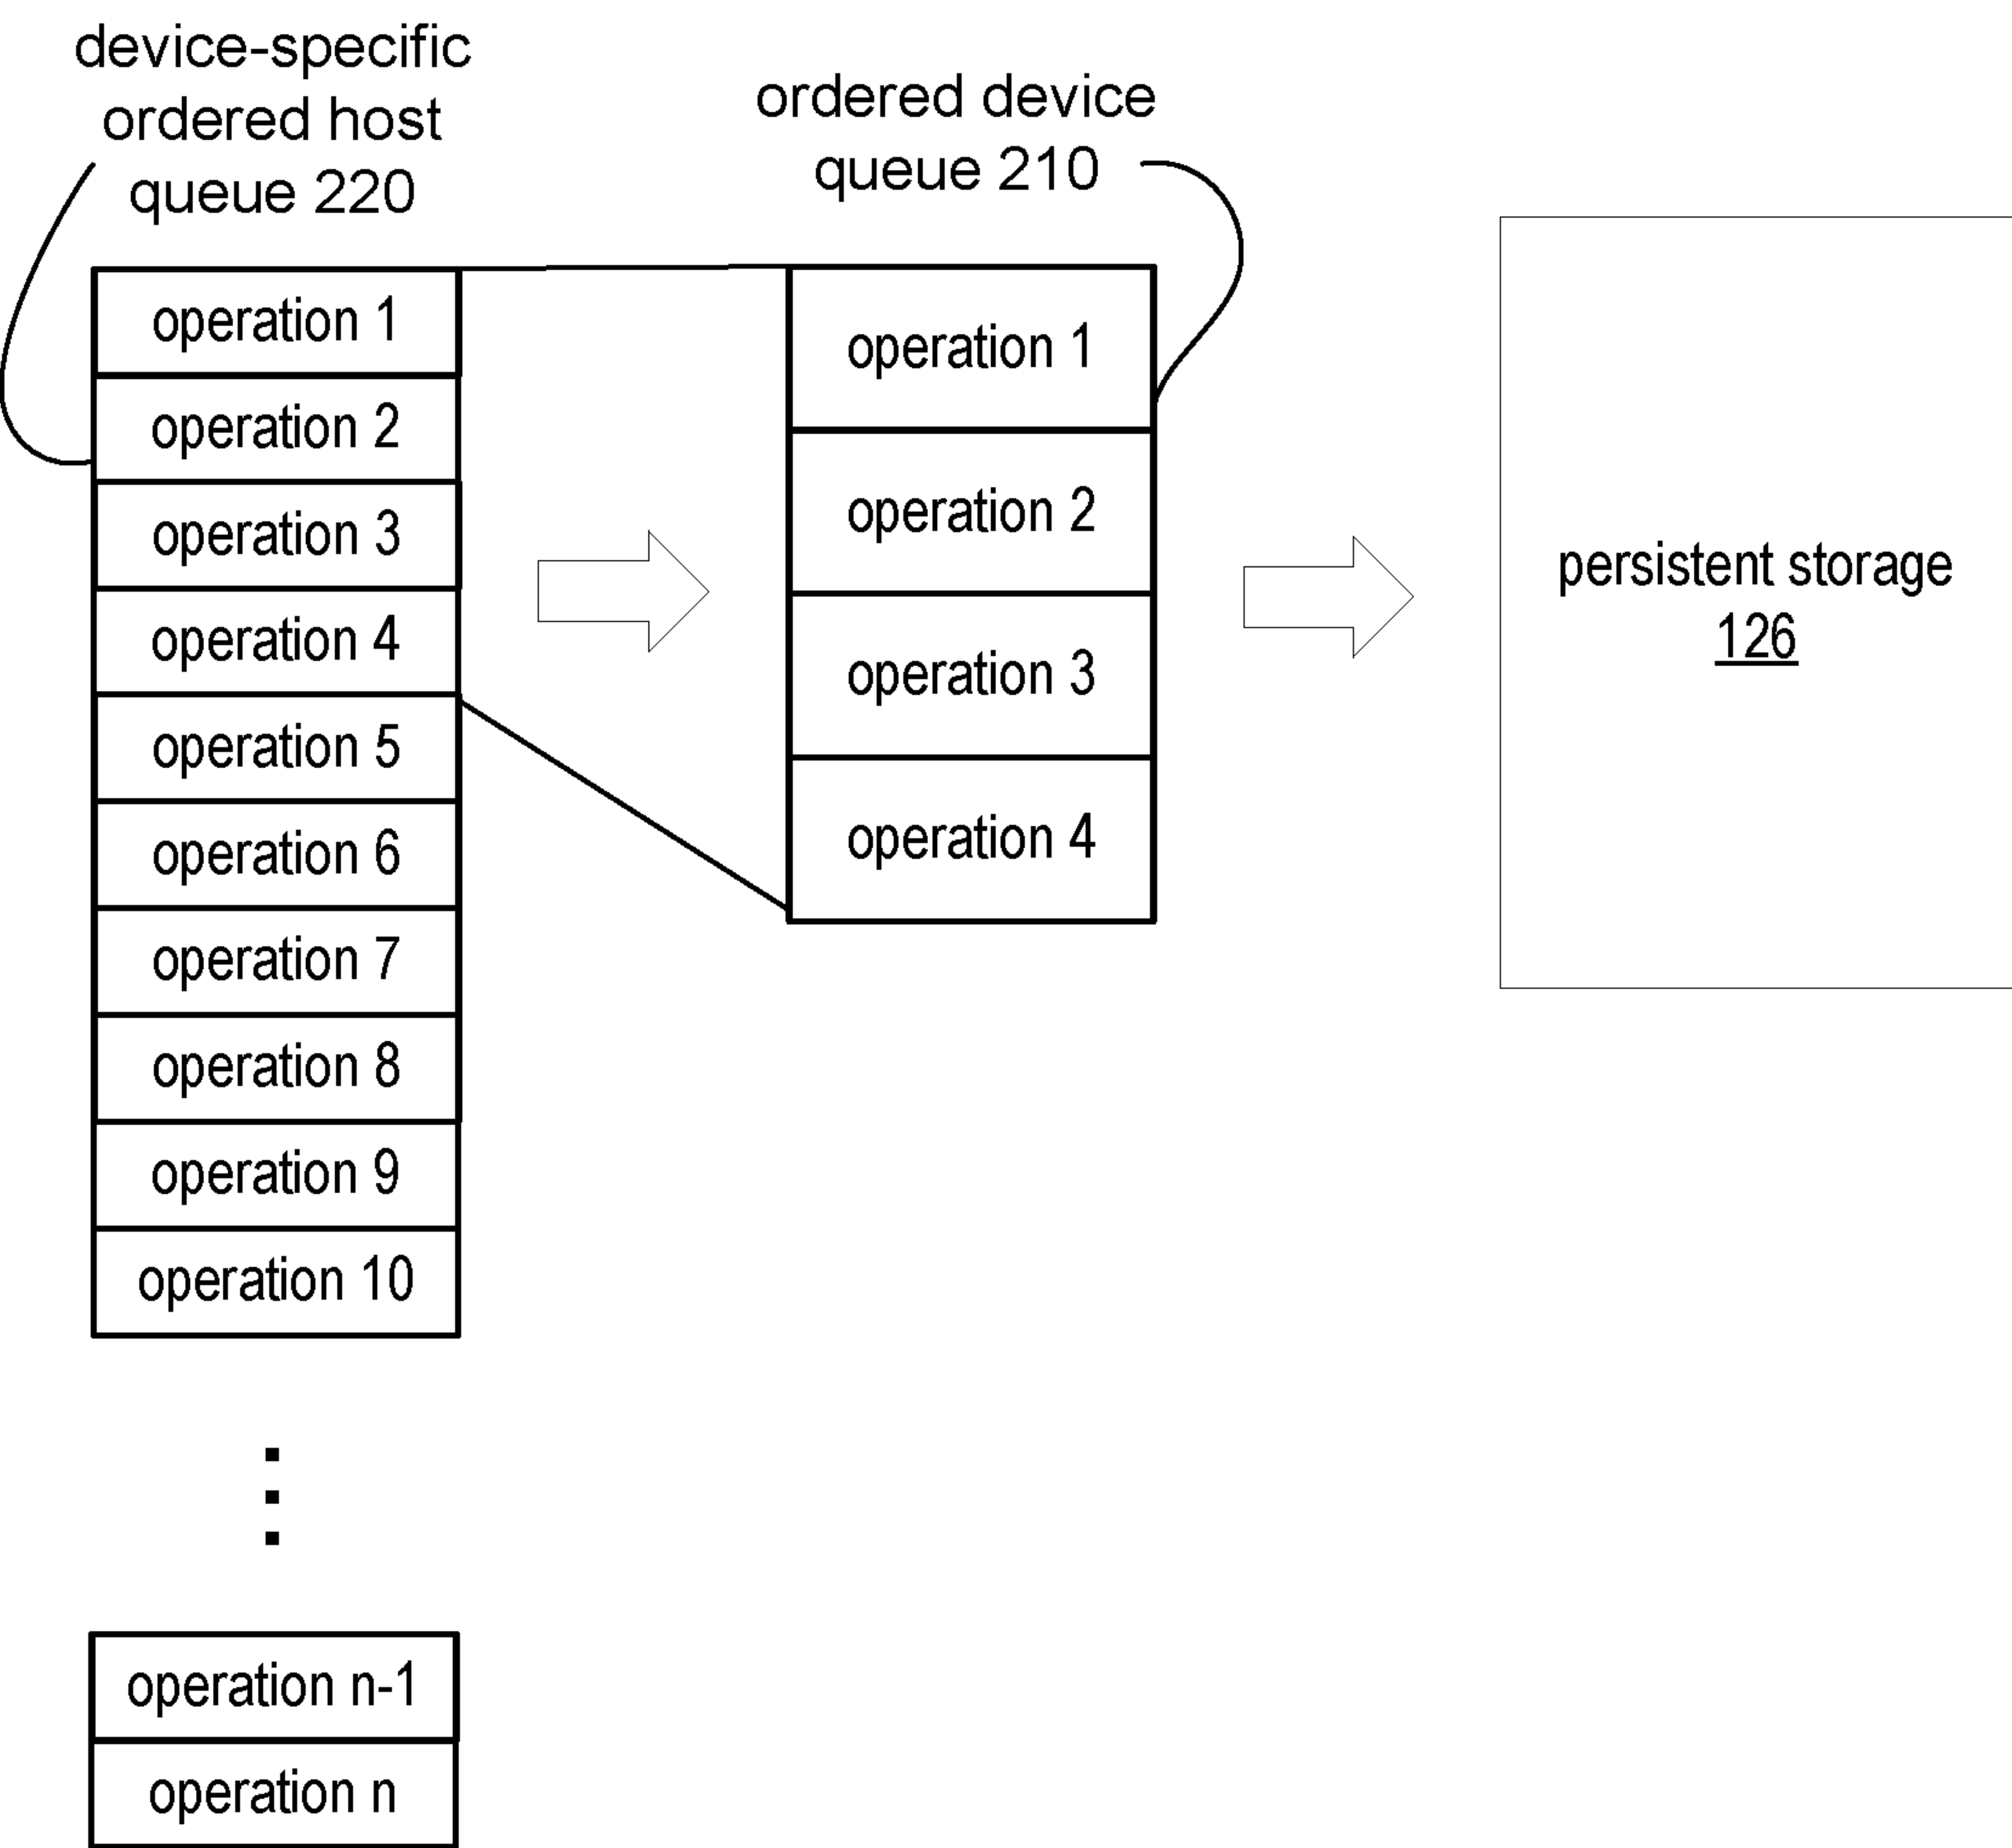 device-specific
ordered host
queue 220
operation 1
operation 2
operation 3
operation 4
operation 5
operation 6
operation 7
operation 8
operation 9
operation 10
operation n-1
operation n
ordered device
queue 210
operation 1
operation 2
operation 3
operation 4
persistent storage
126